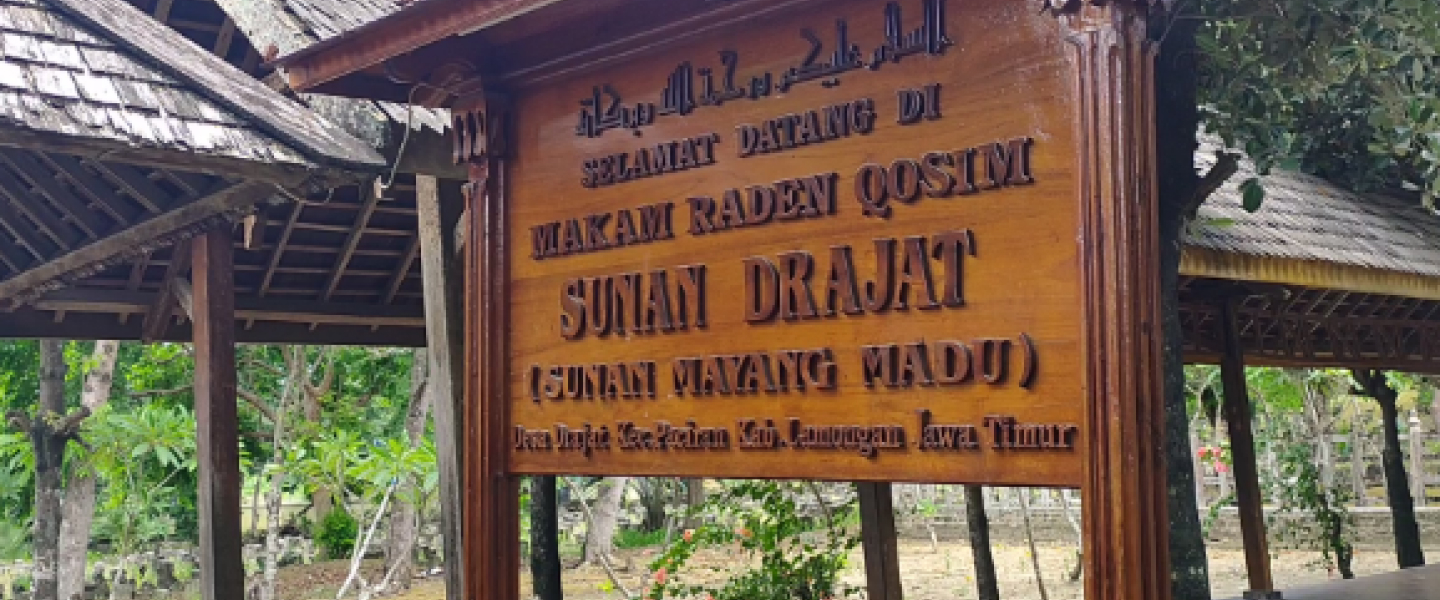 السلام عليكم ورحمة الله وبركاته
SELAMAT DATANG DI
MAKAM RADEN QOSIM
SUNAN DRAJAT
(SUNAN MAYANG MADU)
Desa Drajat Kec.Paciran Kab.Lamongan Jawa Timur